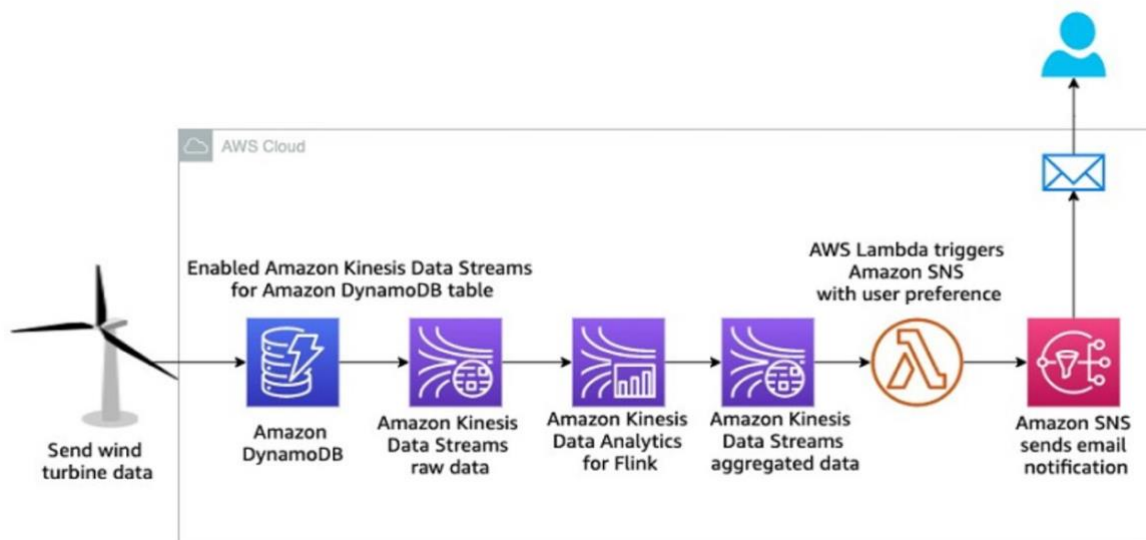 AWS Cloud
Enabled Amazon Kinesis Data Streams
for Amazon DynamoDB table
AWS Lambda triggers
Amazon SNS
with user preference
Send wind
turbine data
Amazon
DynamoDB
Amazon Kinesis
Data Streams
raw data
Amazon Kinesis
Data Analytics
for Flink
Amazon Kinesis
Data Streams
aggregated data
Amazon SNS
sends email
notification